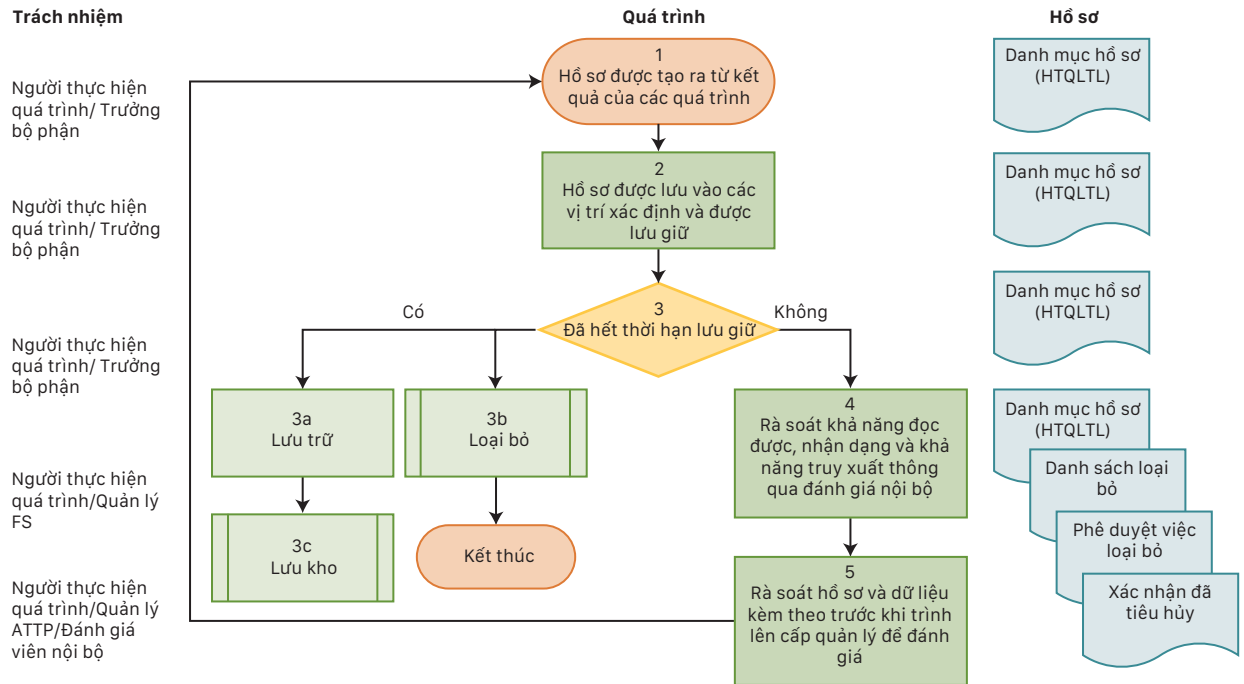 Trách nhiệm
Quá trình
Hồ sơ
Người thực hiện
quá trình/ Trưởng
bộ phận
1
Hồ sơ được tạo ra từ kết
quả của các quá trình
Danh mục hồ sơ
(HTQLTL)
Người thực hiện
quá trình/ Trưởng
bộ phận
2
Hồ sơ được lưu vào các
vị trí xác định và được
lưu giữ
Danh mục hồ sơ
(HTQLTL)
Người thực hiện
quá trình/ Trưởng
bộ phận
Có
3
Đã hết thời hạn lưu giữ
Không
Danh mục hồ sơ
(HTQLTL)
3a
Lưu trữ
3b
Loại bỏ
4
Rà soát khả năng đọc
được, nhận dạng và khả
năng truy xuất thông
qua đánh giá nội bộ
Danh mục hồ sơ
(HTQLTL)
Danh sách loại
bỏ
Phê duyệt việc
loại bỏ
Xác nhận đã
tiêu hủy
Người thực hiện
quá trình/Quản lý
FS
3c
Lưu kho
Kết thúc
Người thực hiện
quá trình/Quản lý
ATTP/Đánh giá
viên nội bộ
5
Rà soát hồ sơ và dữ liệu
kèm theo trước khi trình
lên cấp quản lý để đánh
giá